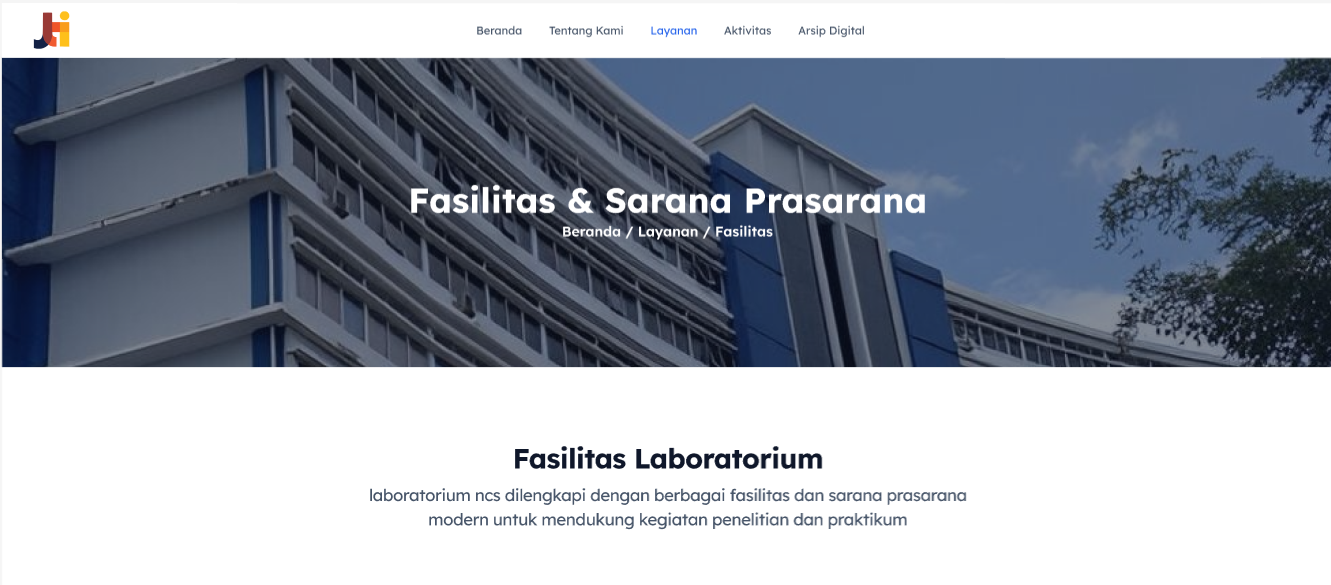 JTI
Beranda Tentang Kami Layanan Aktivitas Arsip Digital
Fasilitas & Sarana Prasarana
Beranda / Layanan / Fasilitas
Fasilitas Laboratorium
laboratorium ncs dilengkapi dengan berbagai fasilitas dan sarana prasarana
modern untuk mendukung kegiatan penelitian dan praktikum